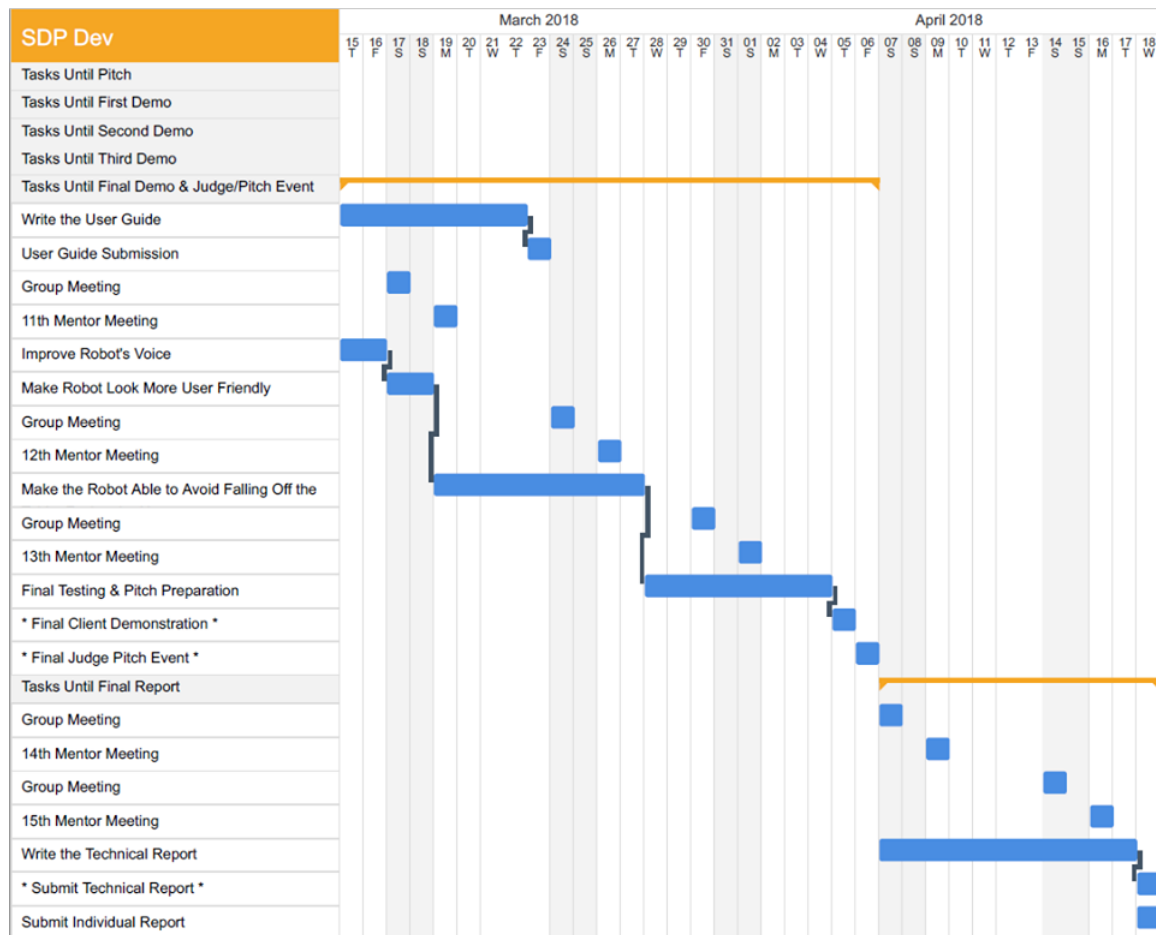 SDP Dev
March 2018 April 2018
15 16 17 18 19 20 21 22 23 24 25 26 27 28 29 30 31 01 02 03 04 05 06 07 08 09 10 11 12 13 14 15 16 17 18
T F S S M T W T F S S M T W T F S S M T W T F S S M T W T F S S M T W
Tasks Until Pitch
Tasks Until First Demo
Tasks Until Second Demo
Tasks Until Third Demo
Tasks Until Final Demo & Judge/Pitch Event
Write the User Guide
User Guide Submission
Group Meeting
11th Mentor Meeting
Improve Robot's Voice
Make Robot Look More User Friendly
Group Meeting
12th Mentor Meeting
Make the Robot Able to Avoid Falling Off the
Group Meeting
13th Mentor Meeting
Final Testing & Pitch Preparation
* Final Client Demonstration *
* Final Judge Pitch Event *
Tasks Until Final Report
Group Meeting
14th Mentor Meeting
Group Meeting
15th Mentor Meeting
Write the Technical Report
* Submit Technical Report *
Submit Individual Report